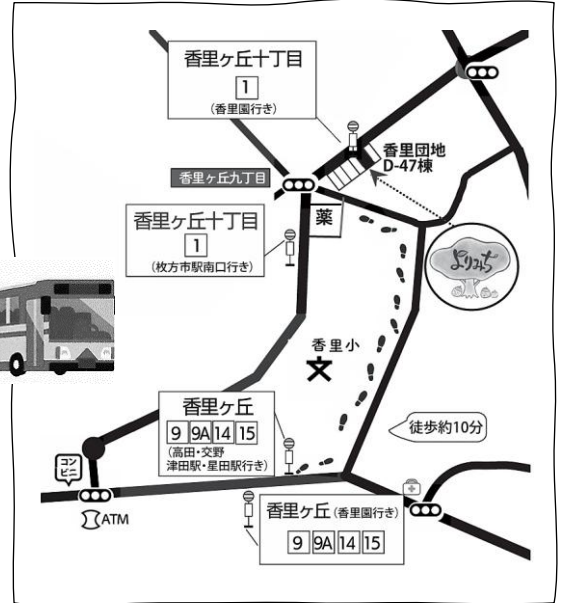 香里ヶ丘十丁目
1
(香里園行き)
香里団地
D-47棟
香里ヶ丘九丁目
薬
香里ヶ丘十丁目
1
(枚方市駅南口行き)
よりみち
香里小
文
香里ヶ丘
9 9A 14 15
(高田・交野
津田駅・星田駅行き)
徒歩約10分
コン
ビニ
ATM
香里ヶ丘(香里園行き)
9 9A 14 15